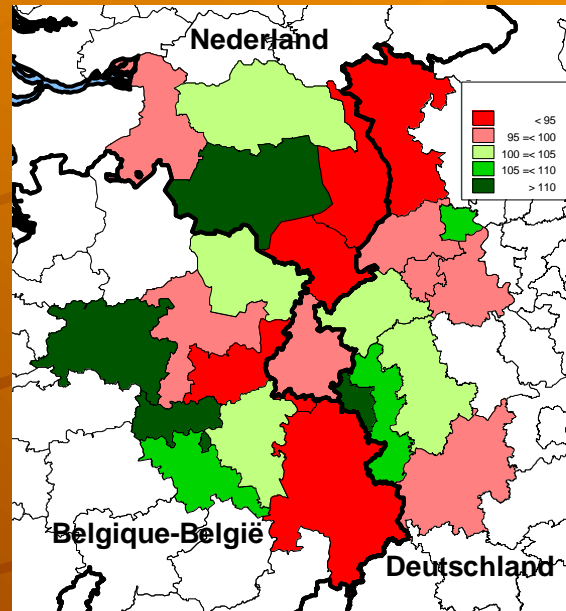 Nederland
< 95
95 =< 100
100 =< 105
105 =< 110
> 110
Belgique-België
Deutschland